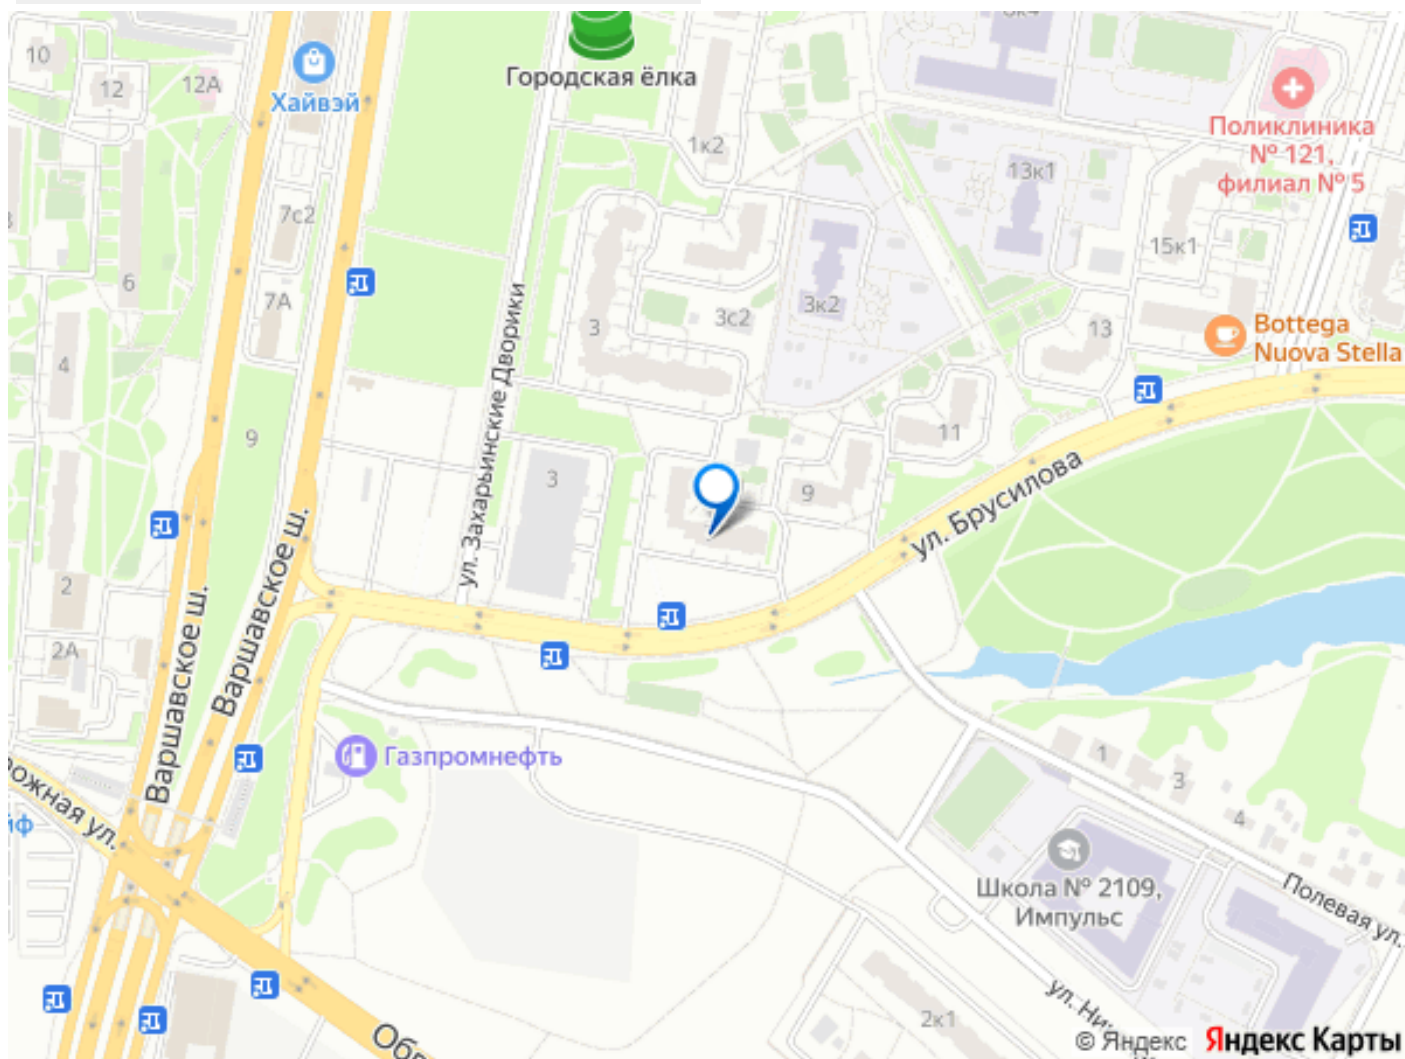 10
12
12А
Хайвэй
Городская ёлка
1к2
13к1
Поликлиника
№ 121,
филиал № 5
7с2
6
7А
15к1
3с2
3к2
3
13
Bottega
Nuova Stella
4
ул. Захарьинские Дворики
9
11
3
9
ул. Брусилова
Варшавское ш.
Варшавское ш.
2
2А
Газпромнефть
1
3
4
Школа № 2109,
Импульс
Полевая ул.
2к1
© Яндекс
Яндекс Карты